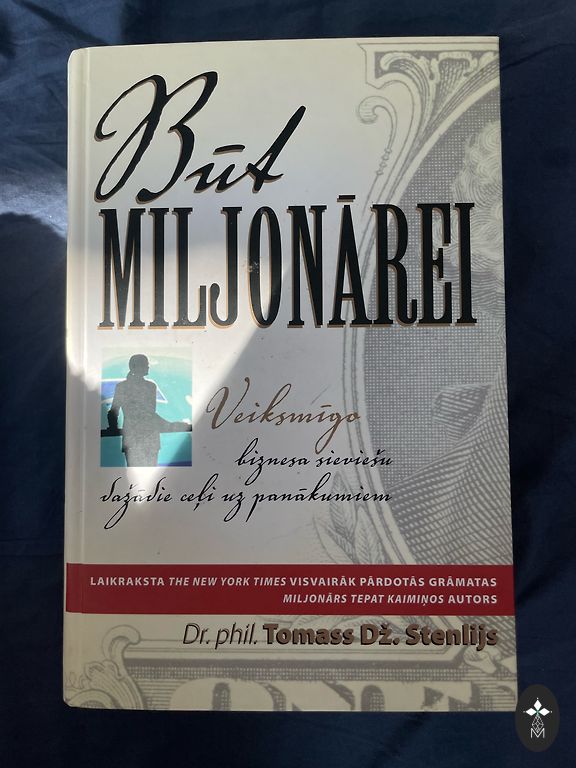 Būt
MILJONĀREI
Veiksmīgo
biznesa sieviešu
dažādie ceļi uz panākumiem
LAIKRAKSTA THE NEW YORK TIMES VISVAIRĀK PĀRDOTĀS GRĀMATAS
MILJONĀRS TEPAT KAIMIŅOS AUTORS
Dr. phil. Tomass Dž. Stenlijs
ONE
M